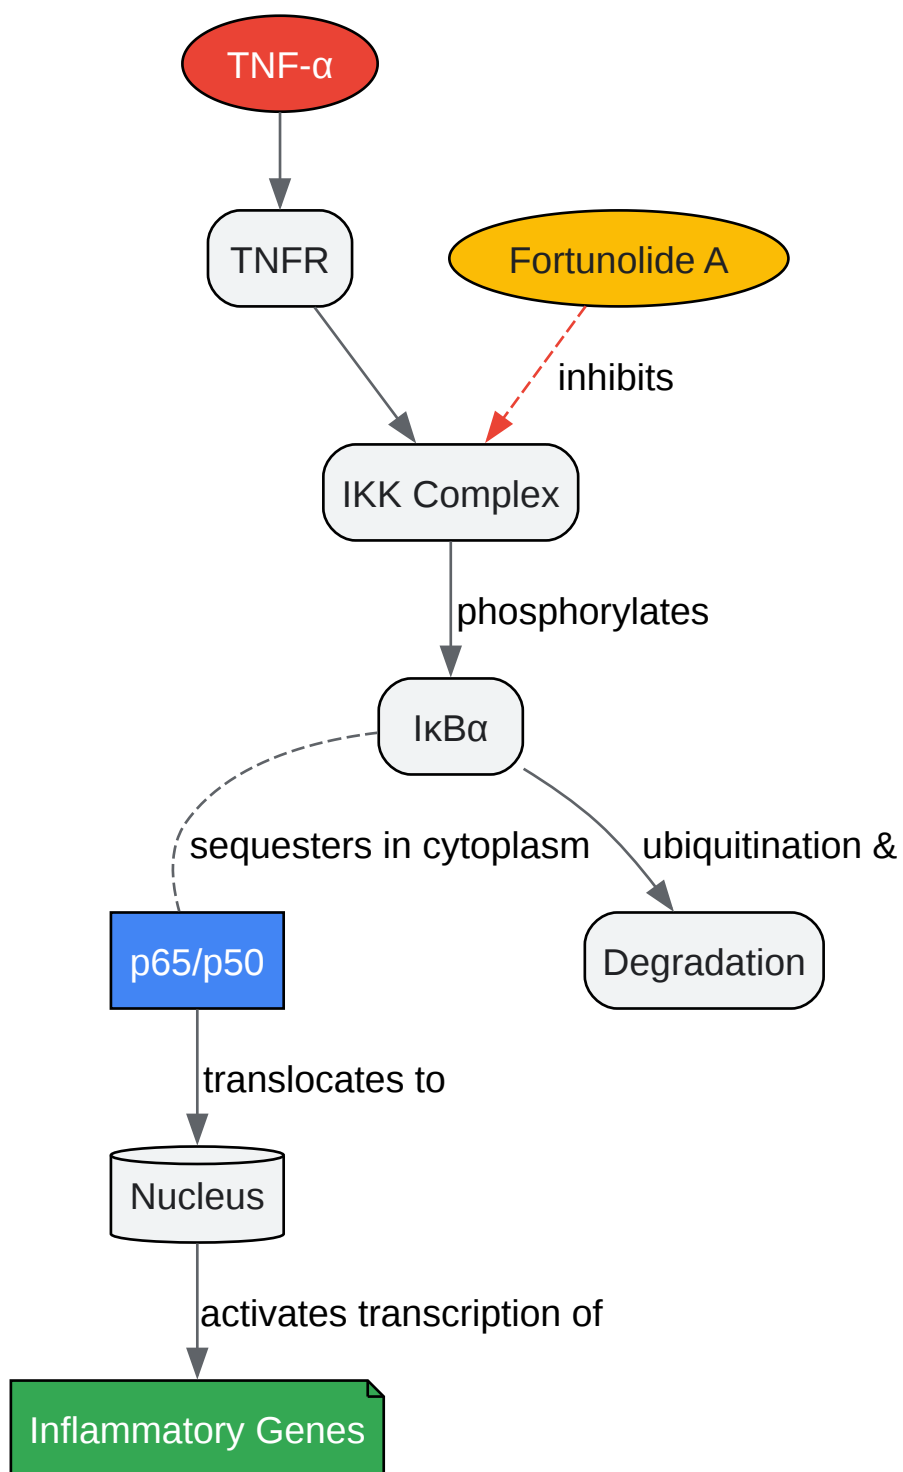 TNF-α
TNFR
Fortunolide A
inhibits
IKK Complex
phosphorylates
IκBα
sequesters in cytoplasm
ubiquitination &
p65/p50
Degradation
translocates to
Nucleus
activates transcription of
Inflammatory Genes